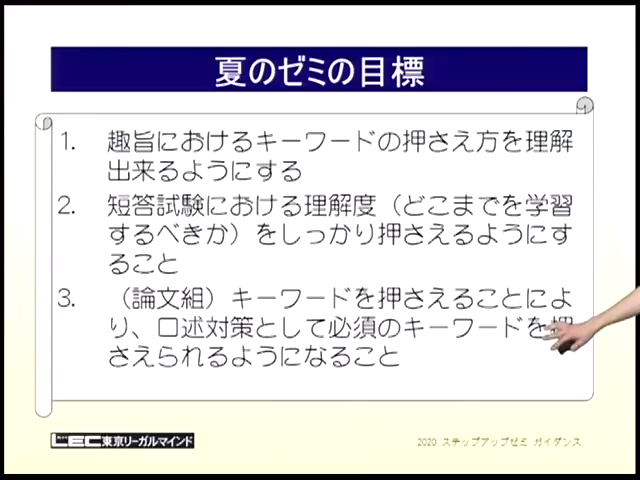 夏のゼミの目標
1. 趣旨におけるキーワードの押さえ方を理解
出来るようにする
2. 短答試験における理解度（どこまでを学習
するべきか）をしっかり押さえるようにす
ること
3. （論文組）キーワードを押さえることによ
り、口述対策として必須のキーワードを押
さえられるようになること
LEC東京リーガルマインド
2020 ステップアップゼミ ガイダンス